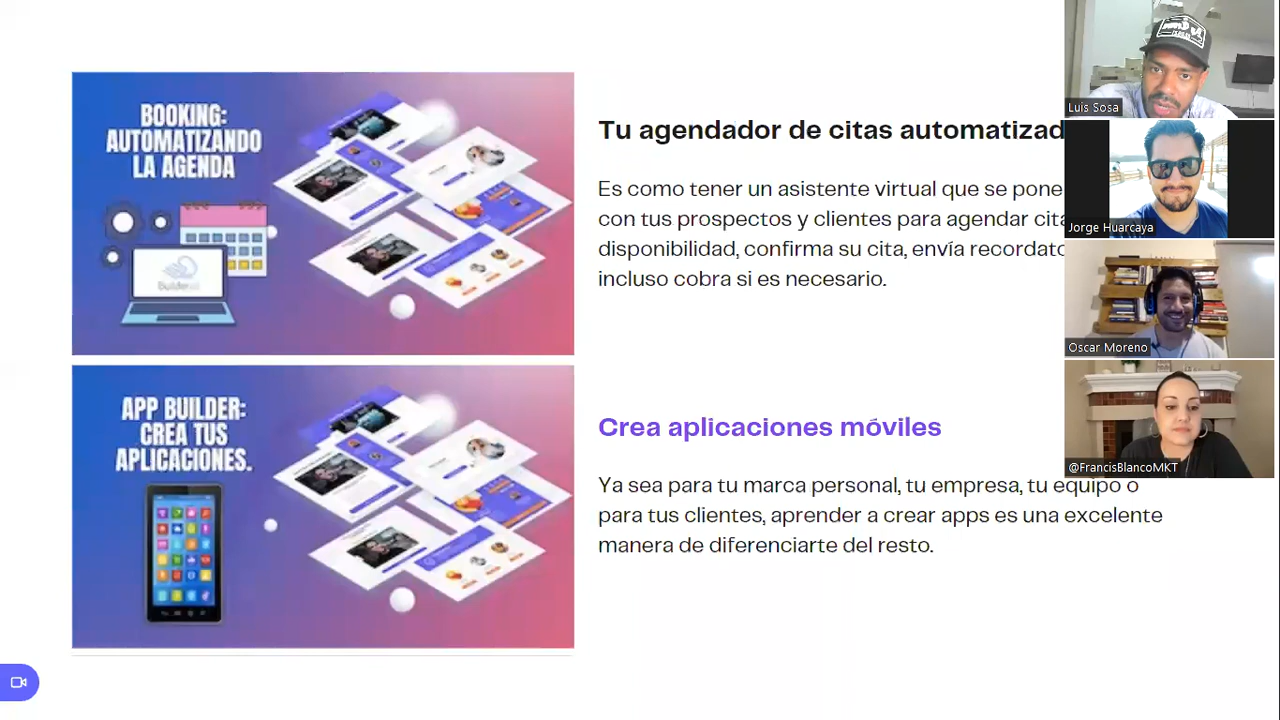 BOOKING:
AUTOMATIZANDO
LA AGENDA
Builderall
Tu agendador de citas automatizad
Es como tener un asistente virtual que se pone
con tus prospectos y clientes para agendar cita
disponibilidad, confirma su cita, envía recordato
incluso cobra si es necesario.
APP BUILDER:
CREA TUS
APLICACIONES.
Crea aplicaciones móviles
Ya sea para tu marca personal, tu empresa, tu equipo o
para tus clientes, aprender a crear apps es una excelente
manera de diferenciarte del resto.
Luis Sosa
Jorge Huarcaya
Oscar Moreno
@FrancisBlancoMKT